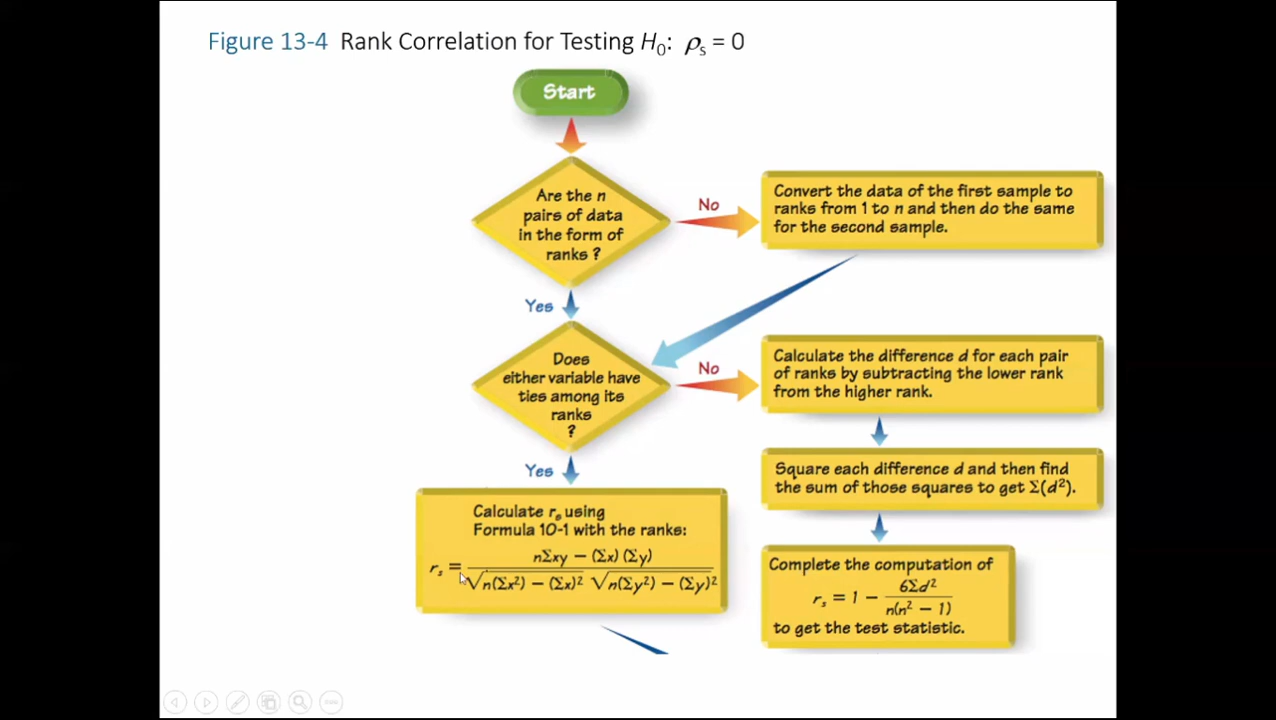 Figure 13-4 Rank Correlation for Testing H₀: ρₛ = 0
Start
Are the n
pairs of data
in the form of
ranks ?
No
Convert the data of the first sample to
ranks from 1 to n and then do the same
for the second sample.
Yes
Does
either variable have
ties among its
ranks
?
No
Calculate the difference d for each pair
of ranks by subtracting the lower rank
from the higher rank.
Square each difference d and then find
the sum of those squares to get Σ(d²).
Complete the computation of
rₛ = 1 − 6Σd² / n(n² − 1)
to get the test statistic.
Yes
Calculate rₛ using
Formula 10-1 with the ranks:
rₛ = nΣxy − (Σx) (Σy) / √n(Σx²) − (Σx)² √n(Σy²) − (Σy)²